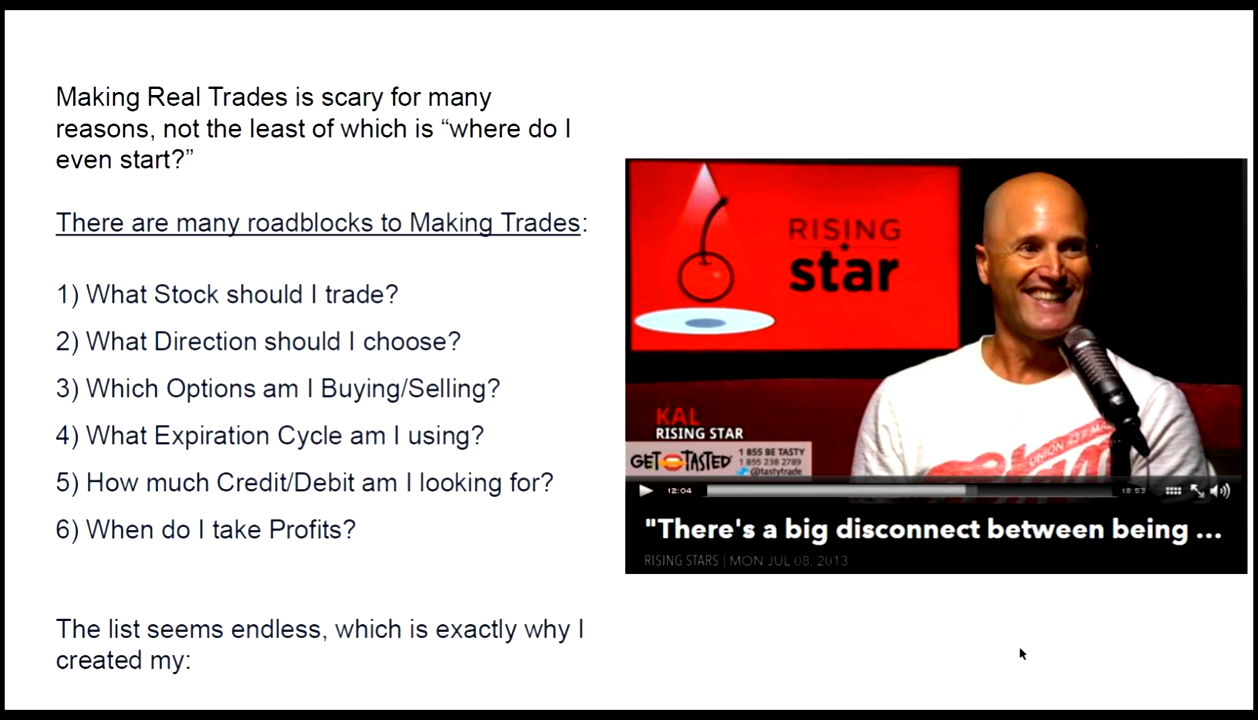 Making Real Trades is scary for many
reasons, not the least of which is “where do I
even start?”
There are many roadblocks to Making Trades:
1) What Stock should I trade?
2) What Direction should I choose?
3) Which Options am I Buying/Selling?
4) What Expiration Cycle am I using?
5) How much Credit/Debit am I looking for?
6) When do I take Profits?
The list seems endless, which is exactly why I
created my:
RISING
star
KAL
RISING STAR
GET TASTED
1 855 BE TASTY
1 855 238 2789
@tastytrade
UNION
12:04
18:53
"There's a big disconnect between being ...
RISING STARS | MON JUL 08, 2013